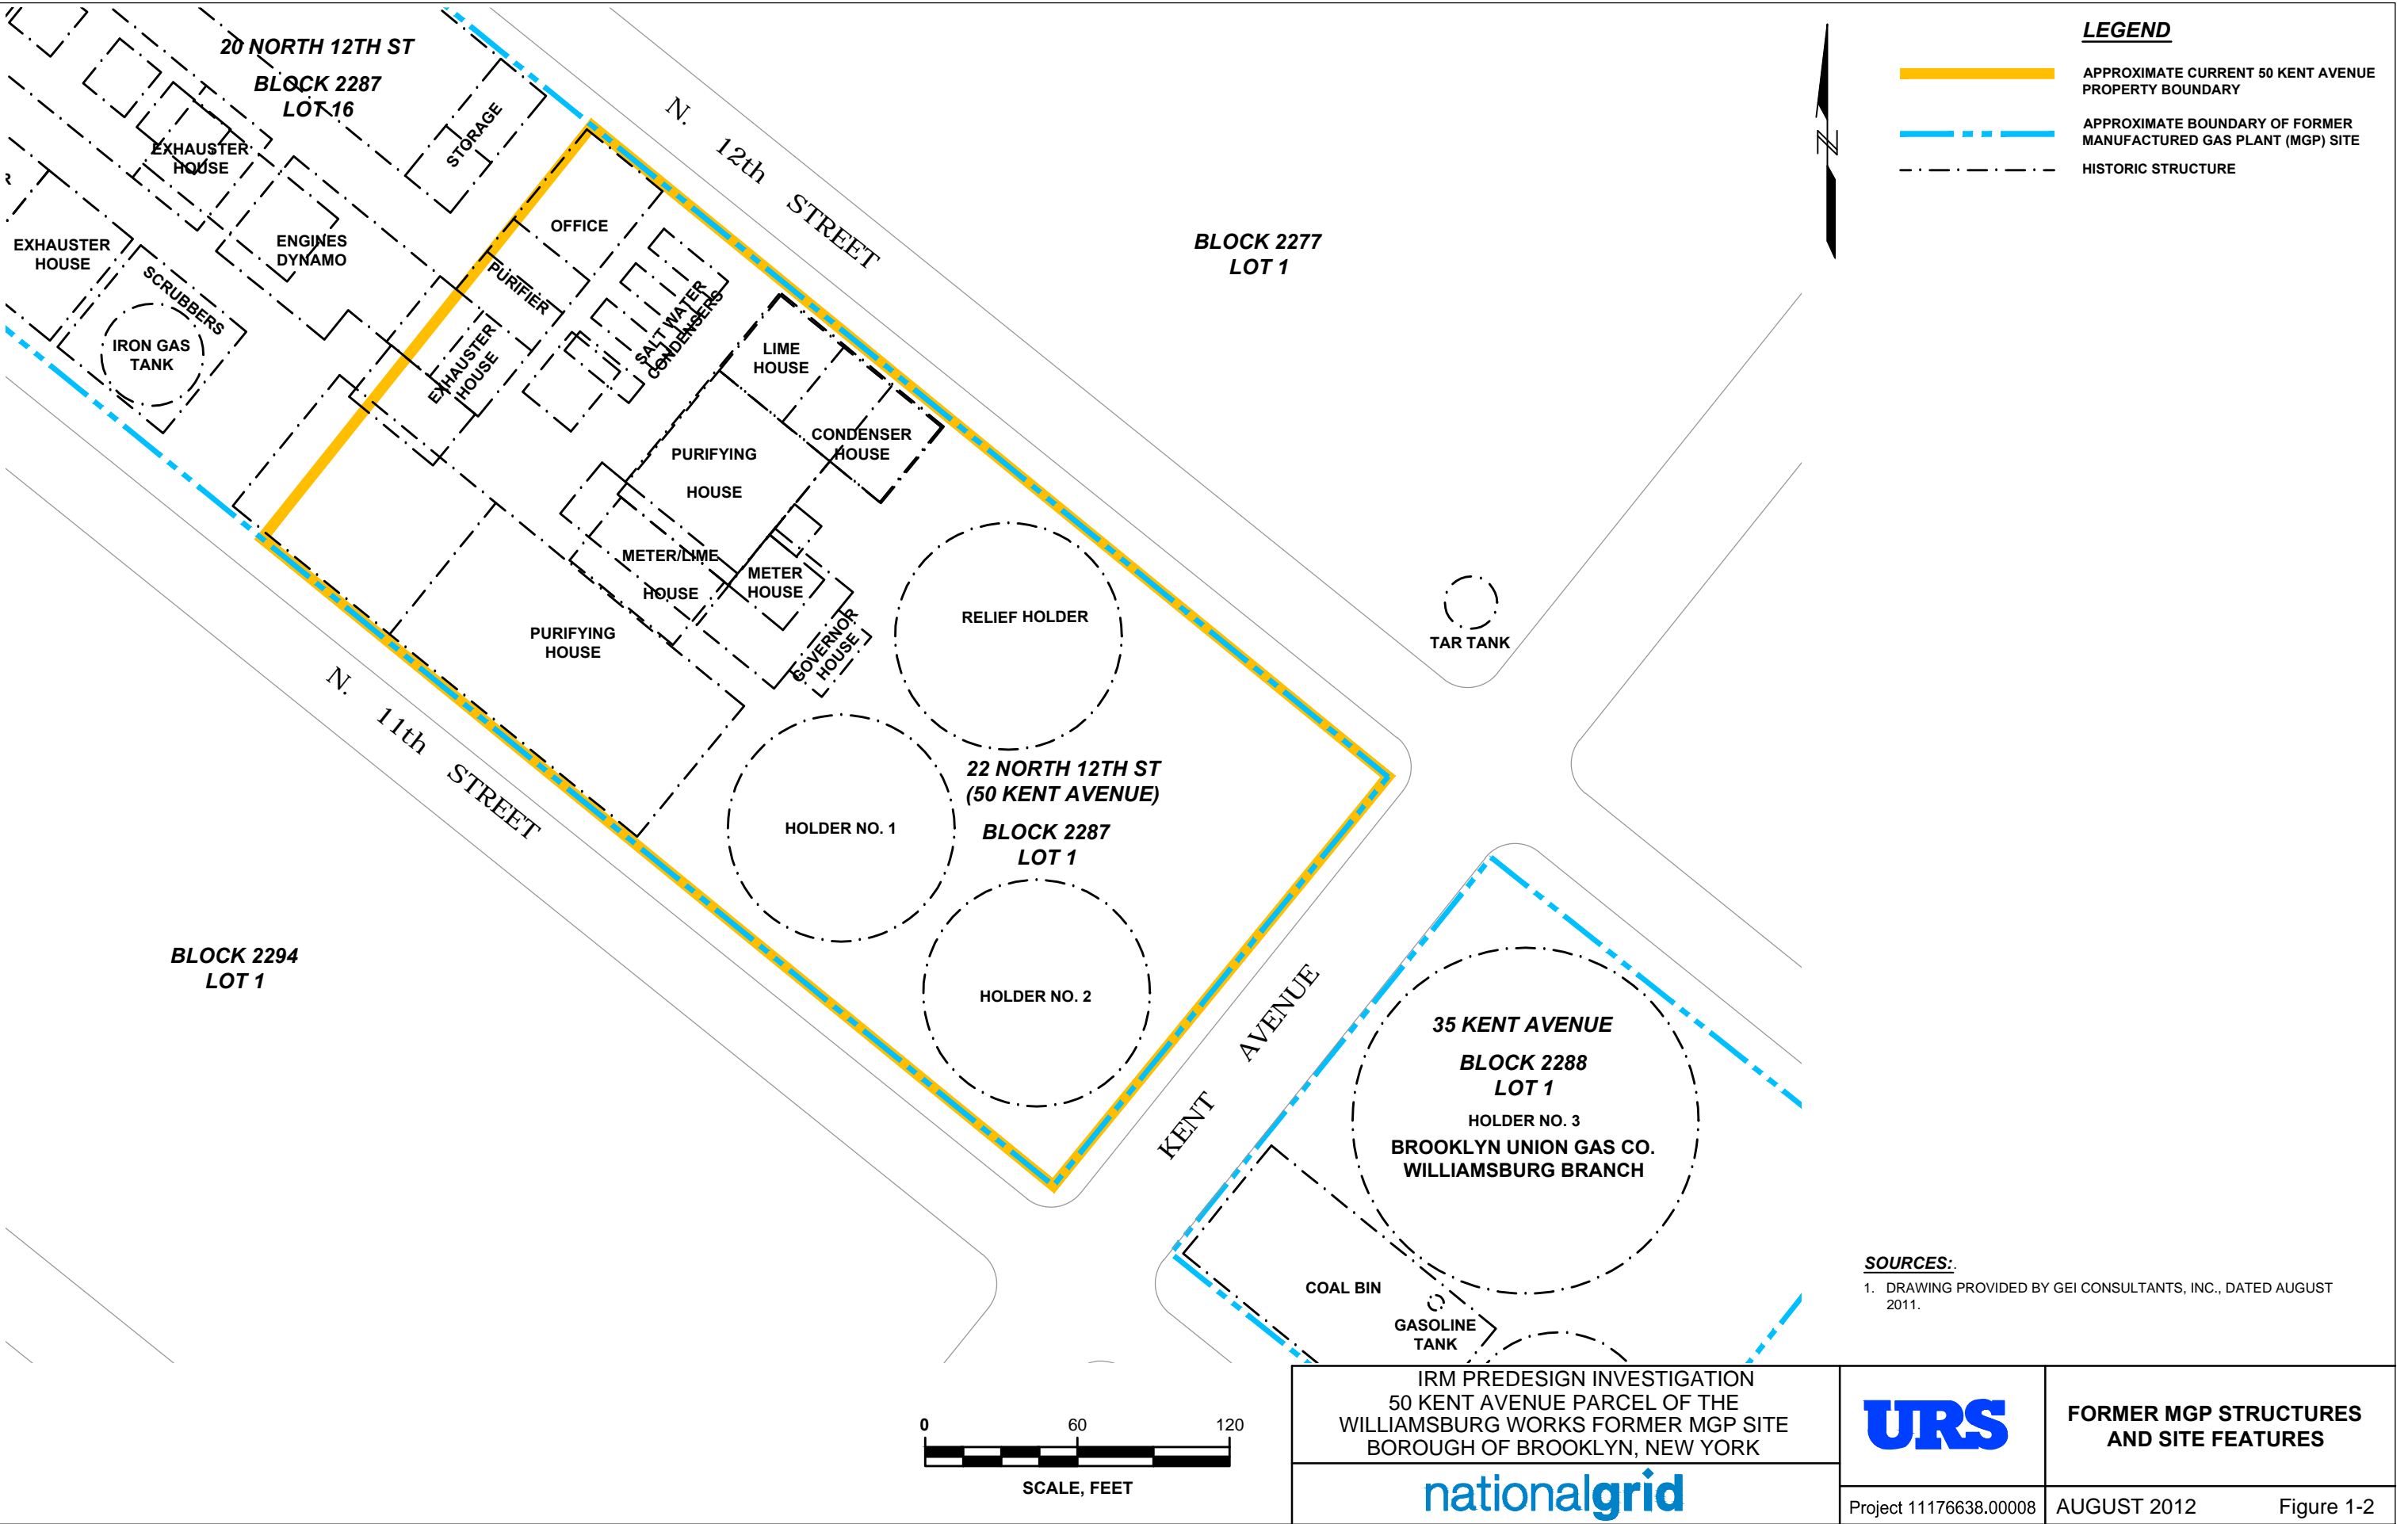 20 NORTH 12TH ST
BLOCK 2287
LOT 16
EXHAUSTER
HOUSE
STORAGE
R
EXHAUSTER
HOUSE
ENGINES
DYNAMO
SCRUBBERS
IRON GAS
TANK
OFFICE
PURIFIER
EXHAUSTER
HOUSE
SALT WATER
CONDENSERS
LIME
HOUSE
CONDENSER
HOUSE
PURIFYING
HOUSE
METER/LIME
HOUSE
METER
HOUSE
GOVERNOR
HOUSE
PURIFYING
HOUSE
RELIEF HOLDER
HOLDER NO. 1
22 NORTH 12TH ST
(50 KENT AVENUE)
BLOCK 2287
LOT 1
HOLDER NO. 2
N. 12th STREET
N. 11th STREET
KENT AVENUE
BLOCK 2277
LOT 1
TAR TANK
BLOCK 2294
LOT 1
35 KENT AVENUE
BLOCK 2288
LOT 1
HOLDER NO. 3
BROOKLYN UNION GAS CO.
WILLIAMSBURG BRANCH
COAL BIN
GASOLINE
TANK
N
LEGEND
APPROXIMATE CURRENT 50 KENT AVENUE
PROPERTY BOUNDARY
APPROXIMATE BOUNDARY OF FORMER
MANUFACTURED GAS PLANT (MGP) SITE
HISTORIC STRUCTURE
SOURCES:
1. DRAWING PROVIDED BY GEI CONSULTANTS, INC., DATED AUGUST
2011.
0 60 120
SCALE, FEET
IRM PREDESIGN INVESTIGATION
50 KENT AVENUE PARCEL OF THE
WILLIAMSBURG WORKS FORMER MGP SITE
BOROUGH OF BROOKLYN, NEW YORK
nationalgrid
URS
Project 11176638.00008
FORMER MGP STRUCTURES
AND SITE FEATURES
AUGUST 2012 Figure 1-2